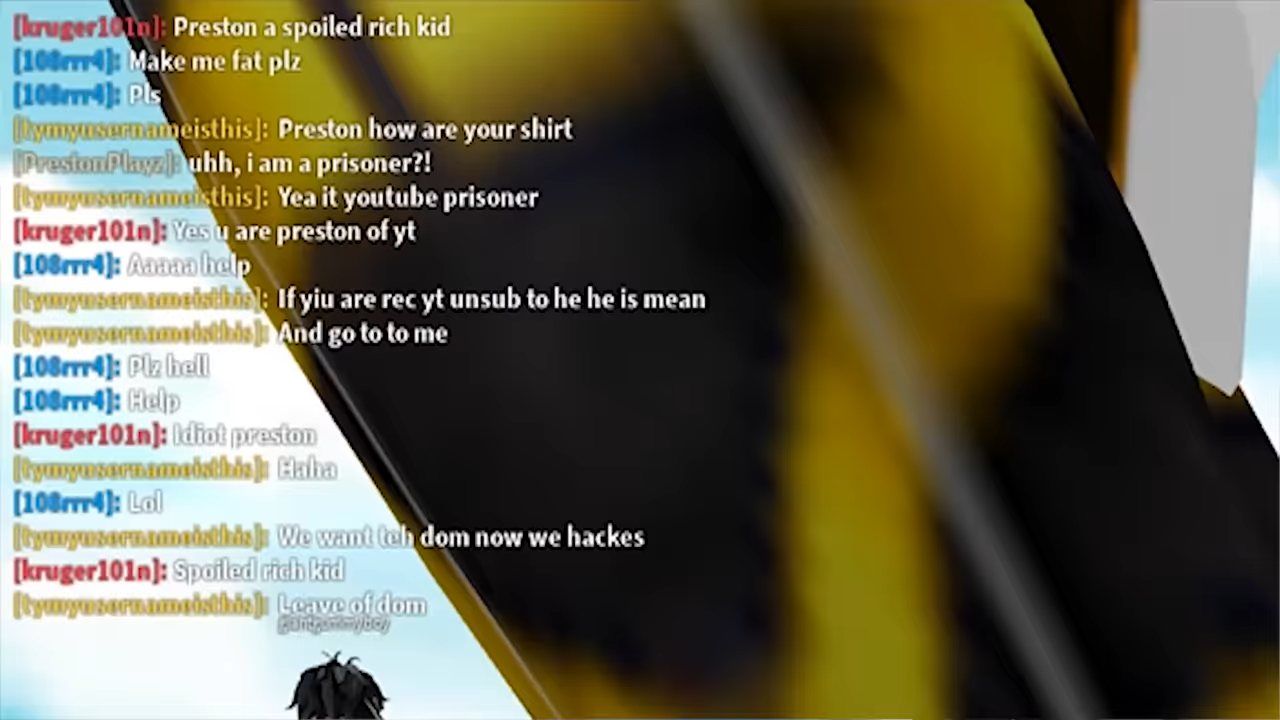 [kruger101n]: Preston a spoiled rich kid
[108rrr4]: Make me fat plz
[108rrr4]: Pls
[tymyusernameisthis]: Preston how are your shirt
[PrestonPlayz]: uhh, i am a prisoner?!
[tymyusernameisthis]: Yea it youtube prisoner
[kruger101n]: Yes u are preston of yt
[108rrr4]: Aaaaa help
[tymyusernameisthis]: If yiu are rec yt unsub to he he is mean
[tymyusernameisthis]: And go to to me
[108rrr4]: Plz hell
[108rrr4]: Help
[kruger101n]: Idiot preston
[tymyusernameisthis]: Haha
[108rrr4]: Lol
[tymyusernameisthis]: We want teh dom now we hackes
[kruger101n]: Spoiled rich kid
[tymyusernameisthis]: Leave of dom